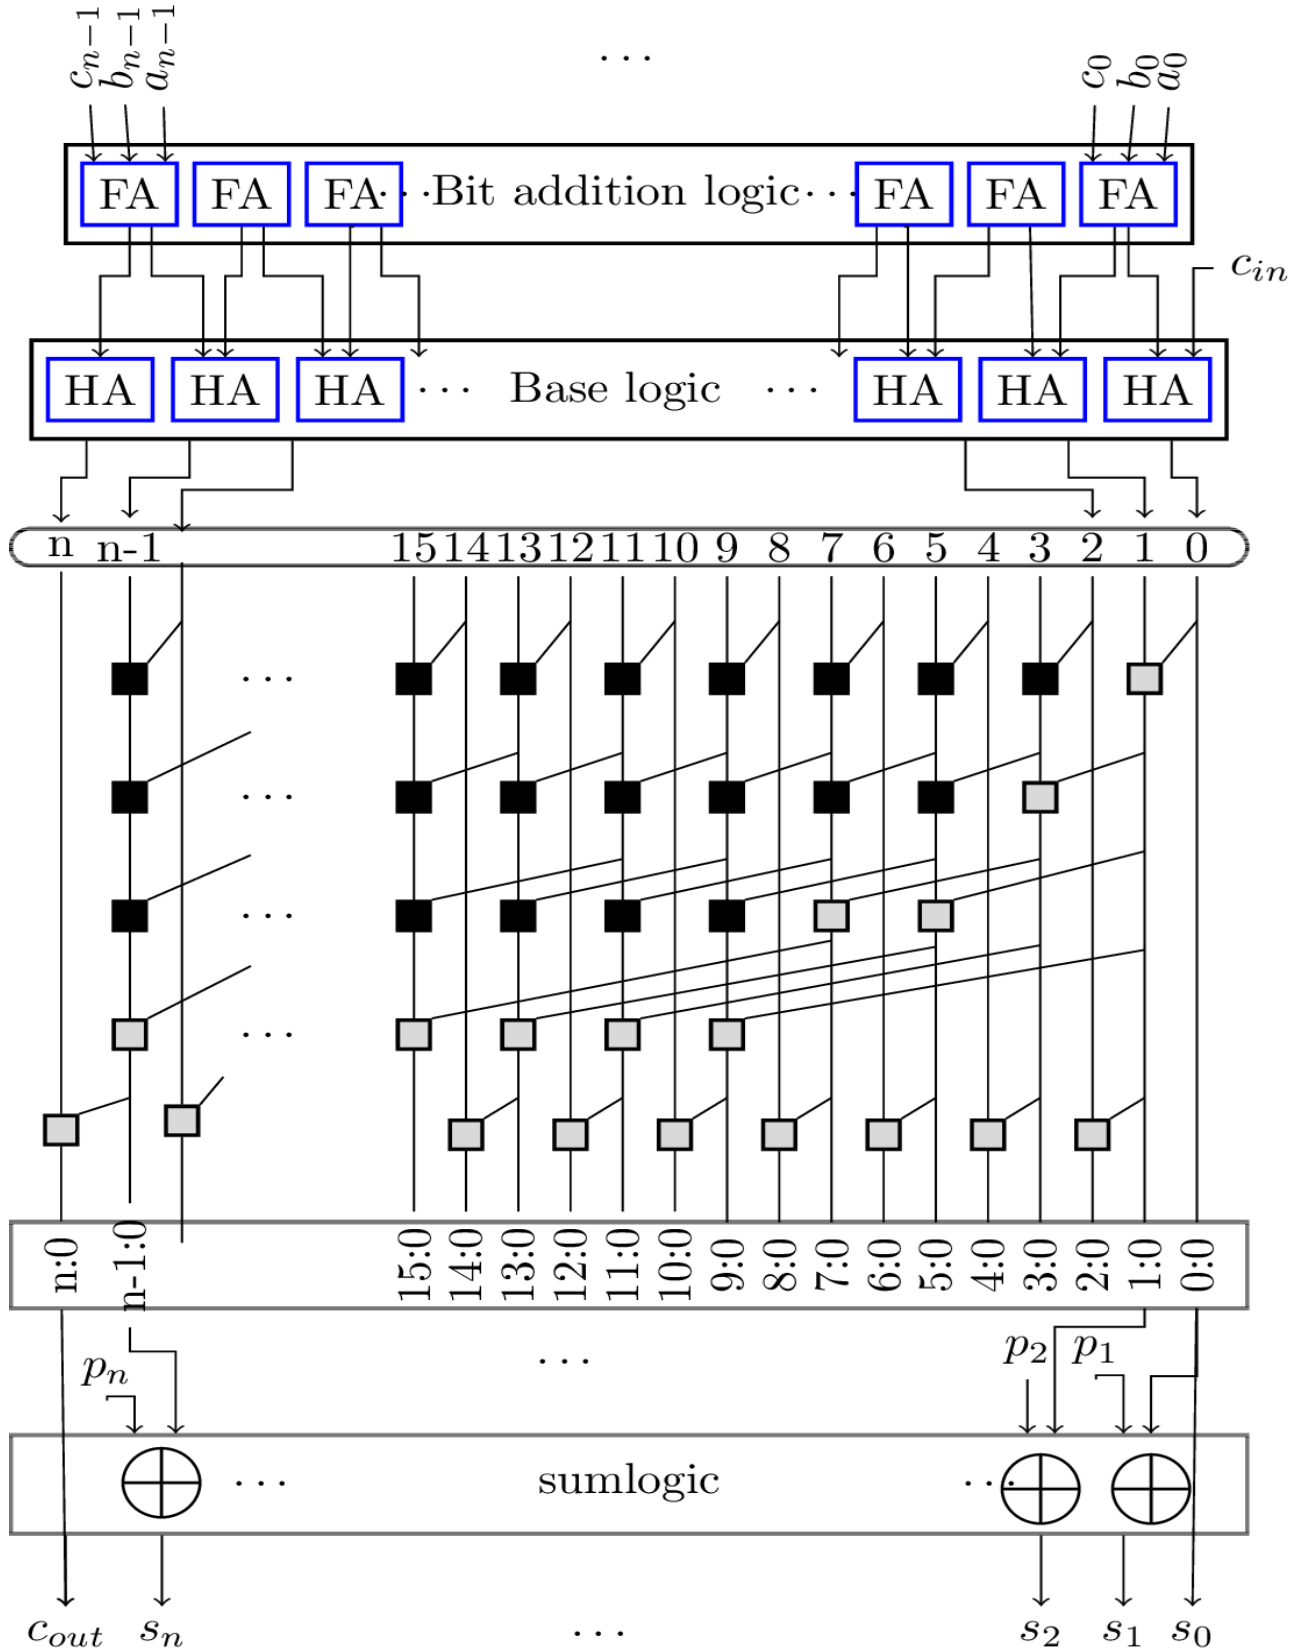 c_{n-1} b_{n-1} a_{n-1} ··· c_0 b_0 a_0
FA FA FA ··· Bit addition logic ··· FA FA FA
c_{in}
HA HA HA ··· Base logic ··· HA HA HA
n n-1 15 14 13 12 11 10 9 8 7 6 5 4 3 2 1 0
···
···
···
···
n:0 n-1:0 15:0 14:0 13:0 12:0 11:0 10:0 9:0 8:0 7:0 6:0 5:0 4:0 3:0 2:0 1:0 0:0
p_n ··· p_2 p_1
··· sumlogic ···
c_{out} s_n ··· s_2 s_1 s_0